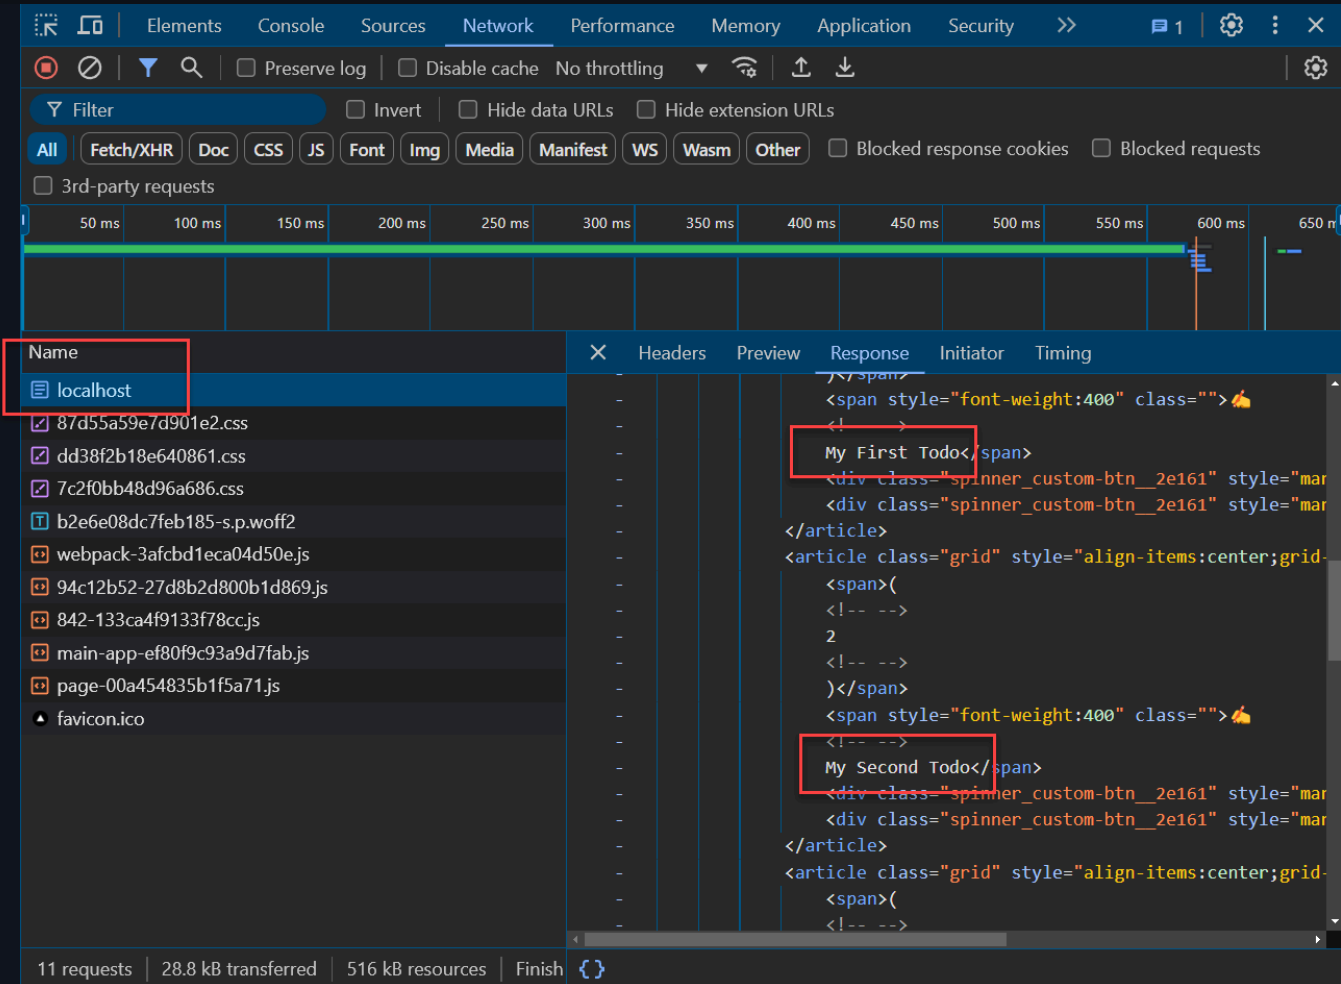 Elements Console Sources Network Performance Memory Application Security 1
Preserve log Disable cache No throttling
Filter Invert Hide data URLs Hide extension URLs
All Fetch/XHR Doc CSS JS Font Img Media Manifest WS Wasm Other Blocked response cookies Blocked requests
3rd-party requests
50 ms 100 ms 150 ms 200 ms 250 ms 300 ms 350 ms 400 ms 450 ms 500 ms 550 ms 600 ms 650
Name
localhost
87d55a59e7d901e2.css
dd38f2b18e640861.css
7c2f0bb48d96a686.css
b2e6e08dc7feb185-s.p.woff2
webpack-3afcbd1eca04d50e.js
94c12b52-27d8b2d800b1d869.js
842-133ca4f9133f78cc.js
main-app-ef80f9c93a9d7fab.js
page-00a454835b1f5a71.js
favicon.ico
Headers Preview Response Initiator Timing
- )</span>
- <span style="font-weight:400" class="">✍
- <!-- -->
- My First Todo</span>
- <div class="spinner_custom-btn__2e161" style="mar
- <div class="spinner_custom-btn__2e161" style="mar
- </article>
- <article class="grid" style="align-items:center;grid-
- <span>(
- <!-- -->
- 2
- <!-- -->
- )</span>
- <span style="font-weight:400" class="">✍
- <!-- -->
- My Second Todo</span>
- <div class="spinner_custom-btn__2e161" style="mar
- <div class="spinner_custom-btn__2e161" style="mar
- </article>
- <article class="grid" style="align-items:center;grid-
- <span>(
- <!-- -->
11 requests 28.8 kB transferred 516 kB resources Finish {}